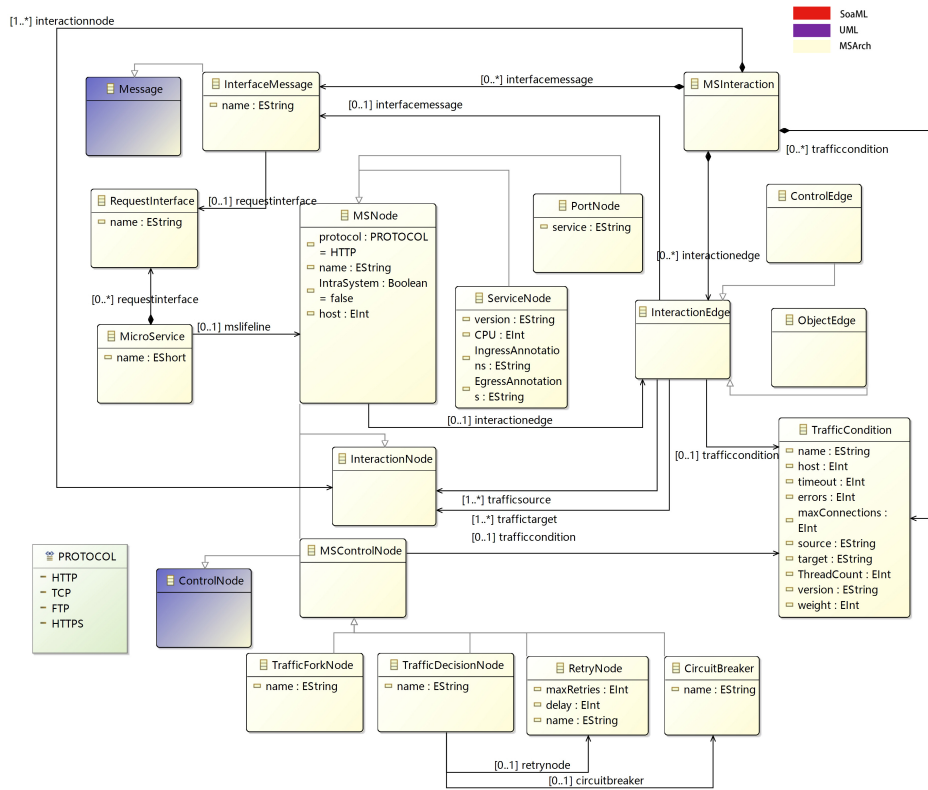 [1..*] interactionnode
SoaML
UML
MSArch
Message
InterfaceMessage
name : EString
[0..*] interfacemessage
[0..1] interfacemessage
MSInteraction
[0..*] trafficcondition
RequestInterface
name : EString
[0..1] requestinterface
MSNode
protocol : PROTOCOL
= HTTP
name : EString
IntraSystem : Boolean
= false
host : EInt
PortNode
service : EString
ControlEdge
[0..*] interactionedge
[0..*] requestinterface
ServiceNode
version : EString
CPU : EInt
IngressAnnotatio
ns : EString
EgressAnnotation
s : EString
InteractionEdge
ObjectEdge
MicroService
name : EShort
[0..1] mslifeline
[0..1] interactionedge
[0..1] trafficcondition
TrafficCondition
name : EString
host : EInt
timeout : EInt
errors : EInt
maxConnections :
EInt
source : EString
target : EString
ThreadCount : EInt
version : EString
weight : EInt
InteractionNode
[1..*] trafficsource
[1..*] traffictarget
[0..1] trafficcondition
PROTOCOL
HTTP
TCP
FTP
HTTPS
ControlNode
MSControlNode
TrafficForkNode
name : EString
TrafficDecisionNode
name : EString
RetryNode
maxRetries : EInt
delay : EInt
name : EString
CircuitBreaker
name : EString
[0..1] retrynode
[0..1] circuitbreaker